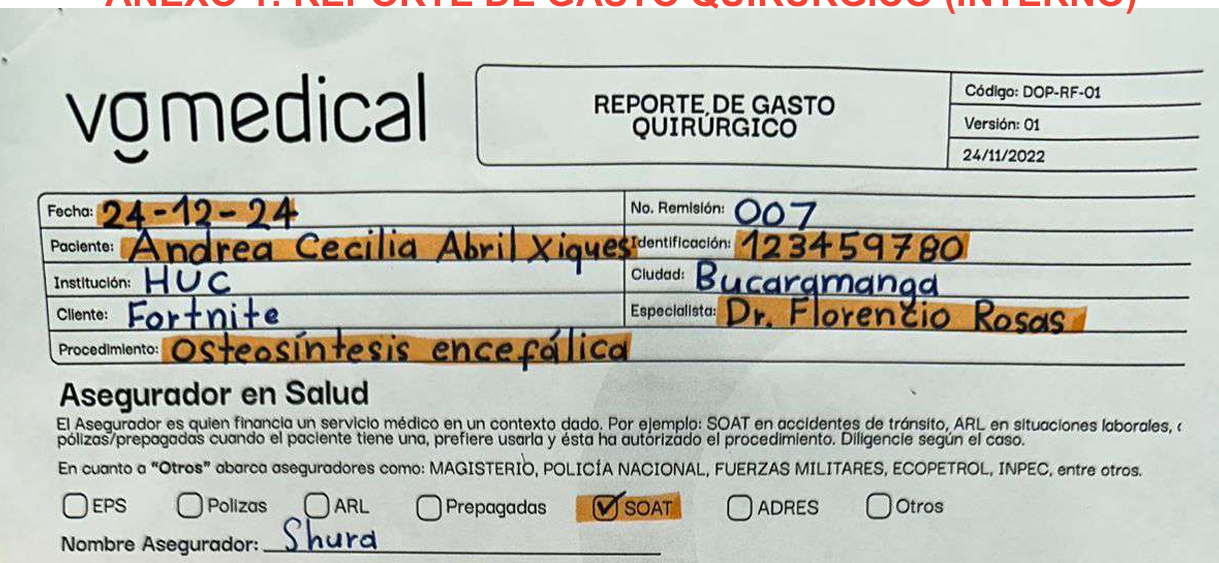 ANEXO 1. REPORTE DE GASTO QUIRÚRGICO (INTERNO)
vgmedical
REPORTE DE GASTO
QUIRÚRGICO
Código: DOP-RF-01
Versión: 01
24/11/2022
Fecha: 24-12-24 No. Remisión: 007
Paciente: Andrea Cecilia Abril Xiques Identificación: 123459780
Institución: HUC Ciudad: Bucaramanga
Cliente: Fortnite Especialista: Dr. Florencio Rosas
Procedimiento: Osteosíntesis encefálica
Asegurador en Salud
El Asegurador es quien financia un servicio médico en un contexto dado. Por ejemplo: SOAT en accidentes de tránsito, ARL en situaciones laborales,
pólizas/prepagadas cuando el paciente tiene una, prefiere usarla y ésta ha autorizado el procedimiento. Diligencie según el caso.
En cuanto a "Otros" abarca aseguradores como: MAGISTERIO, POLICÍA NACIONAL, FUERZAS MILITARES, ECOPETROL, INPEC, entre otros.
EPS Polizas ARL Prepagadas SOAT ADRES Otros
Nombre Asegurador: Shura